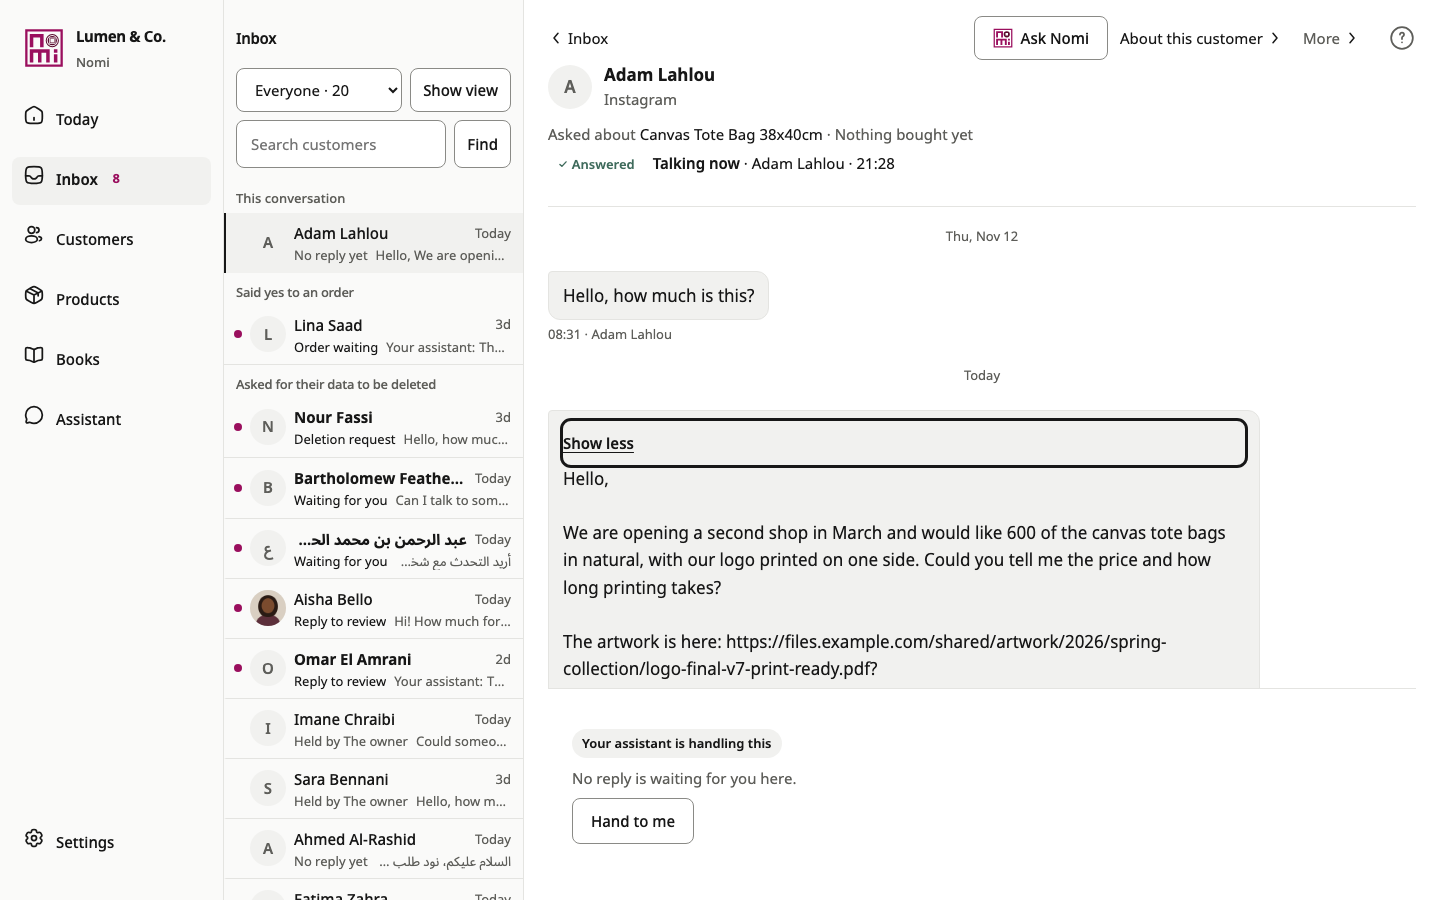 Lumen & Co.
Nomi
Today
Inbox 8
Customers
Products
Books
Assistant
Settings
Inbox
Everyone · 20
Show view
Search customers
Find
This conversation
Adam Lahlou Today
No reply yet Hello, We are openi...
Said yes to an order
L
Lina Saad 3d
Order waiting Your assistant: Th...
Asked for their data to be deleted
N
Nour Fassi 3d
Deletion request Hello, how muc...
B
Bartholomew Feathe... Today
Waiting for you Can I talk to som...
ع
عبد الرحمن بن محمد الح... Today
Waiting for you أريد التحدث مع شخ...
Aisha Bello Today
Reply to review Hi! How much for...
O
Omar El Amrani 2d
Reply to review Your assistant: T...
I
Imane Chraibi Today
Held by The owner Could someo...
S
Sara Bennani 3d
Held by The owner Hello, how m...
A
Ahmed Al-Rashid Today
No reply yet السلام عليكم، نود طلب ...
Fatima Zahra Today
Inbox
nomi Ask Nomi
About this customer
More
?
A
Adam Lahlou
Instagram
Asked about Canvas Tote Bag 38x40cm · Nothing bought yet
Answered Talking now · Adam Lahlou · 21:28
Thu, Nov 12
Hello, how much is this?
08:31 · Adam Lahlou
Today
Show less
Hello,
We are opening a second shop in March and would like 600 of the canvas tote bags
in natural, with our logo printed on one side. Could you tell me the price and how
long printing takes?
The artwork is here: https://files.example.com/shared/artwork/2026/spring-
collection/logo-final-v7-print-ready.pdf?
Your assistant is handling this
No reply is waiting for you here.
Hand to me